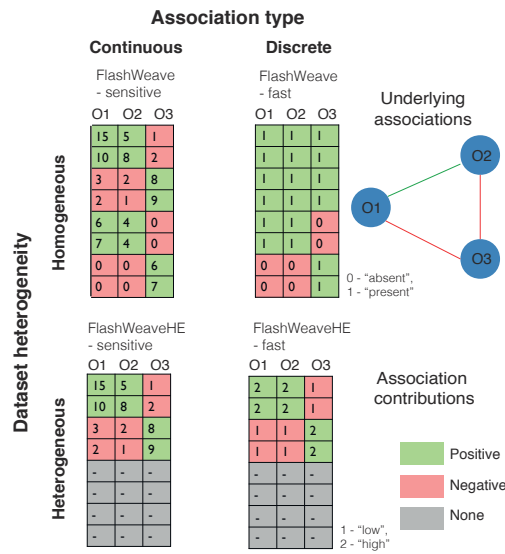 Association type
Continuous
Discrete
FlashWeave
- sensitive
O1 O2 O3
15 5 1
10 8 2
3 2 8
2 1 9
6 4 0
7 4 0
0 0 6
0 0 7
FlashWeave
- fast
O1 O2 O3
1 1 1
1 1 1
1 1 1
1 1 1
1 1 0
1 1 0
0 0 1
0 0 1
0 - "absent",
1 - "present"
Underlying
associations
O2
O1
O3
Dataset heterogeneity
Homogeneous
Heterogeneous
FlashWeaveHE
- sensitive
O1 O2 O3
15 5 1
10 8 2
3 2 8
2 1 9
- - -
- - -
- - -
- - -
FlashWeaveHE
- fast
O1 O2 O3
2 2 1
2 2 1
1 1 2
1 1 2
- - -
- - -
- - -
- - -
1 - "low",
2 - "high"
Association
contributions
Positive
Negative
None